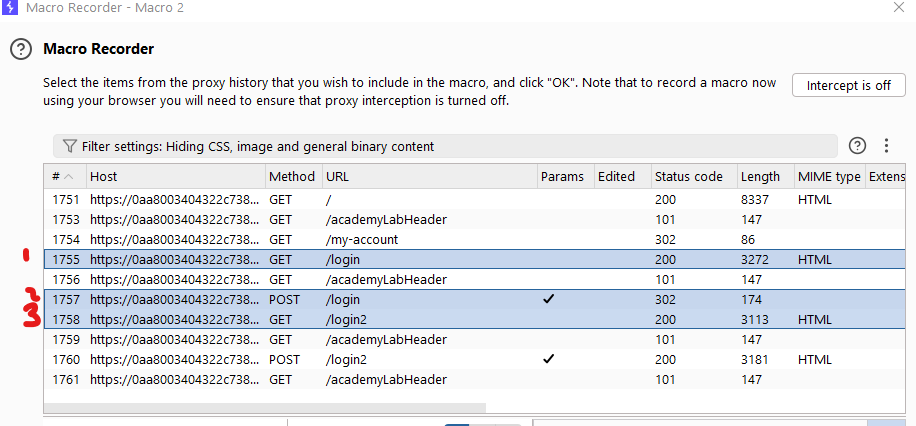 Macro Recorder - Macro 2
Macro Recorder
Select the items from the proxy history that you wish to include in the macro, and click "OK". Note that to record a macro now
using your browser you will need to ensure that proxy interception is turned off.
Intercept is off
Filter settings: Hiding CSS, image and general binary content
# Host Method URL Params Edited Status code Length MIME type Extens
1751 https://0aa8003404322c738... GET / 200 8337 HTML
1753 https://0aa8003404322c738... GET /academyLabHeader 101 147
1754 https://0aa8003404322c738... GET /my-account 302 86
1 1755 https://0aa8003404322c738... GET /login 200 3272 HTML
1756 https://0aa8003404322c738... GET /academyLabHeader 101 147
2 1757 https://0aa8003404322c738... POST /login ✓ 302 174
3 1758 https://0aa8003404322c738... GET /login2 200 3113 HTML
1759 https://0aa8003404322c738... GET /academyLabHeader 101 147
1760 https://0aa8003404322c738... POST /login2 ✓ 200 3181 HTML
1761 https://0aa8003404322c738... GET /academyLabHeader 101 147